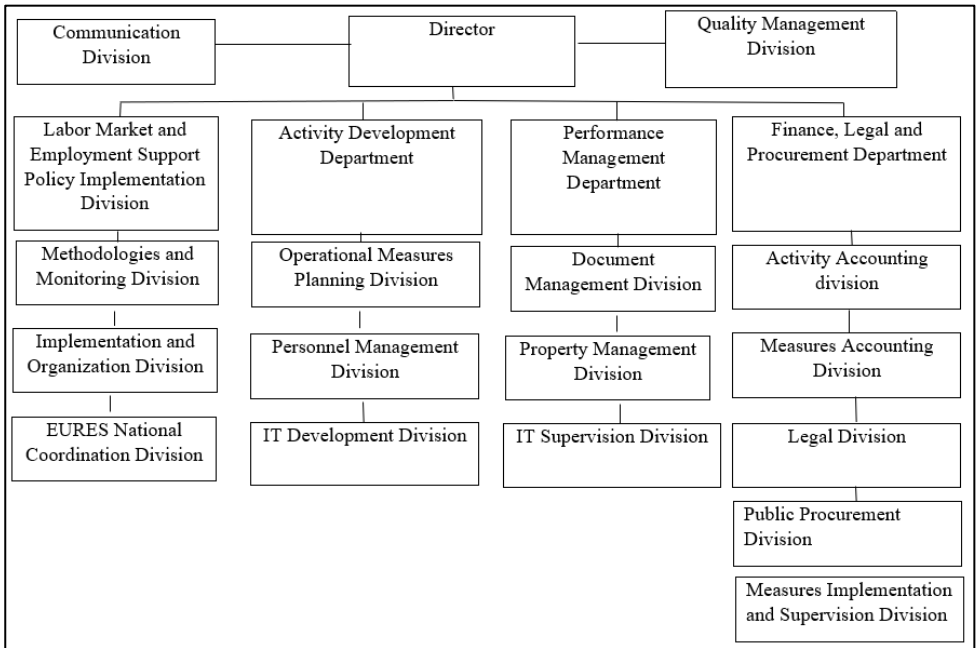 Communication
Division
Director
Quality Management
Division
Labor Market and
Employment Support
Policy Implementation
Division
Activity Development
Department
Performance
Management
Department
Finance, Legal and
Procurement Department
Methodologies and
Monitoring Division
Operational Measures
Planning Division
Document
Management Division
Activity Accounting
division
Implementation and
Organization Division
Personnel Management
Division
Property Management
Division
Measures Accounting
Division
EURES National
Coordination Division
IT Development Division
IT Supervision Division
Legal Division
Public Procurement
Division
Measures Implementation
and Supervision Division